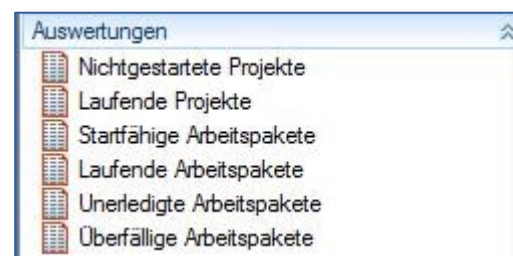 Auswertungen
Nichtgestartete Projekte
Laufende Projekte
Startfähige Arbeitspakete
Laufende Arbeitspakete
Unerledigte Arbeitspakete
Überfällige Arbeitspakete